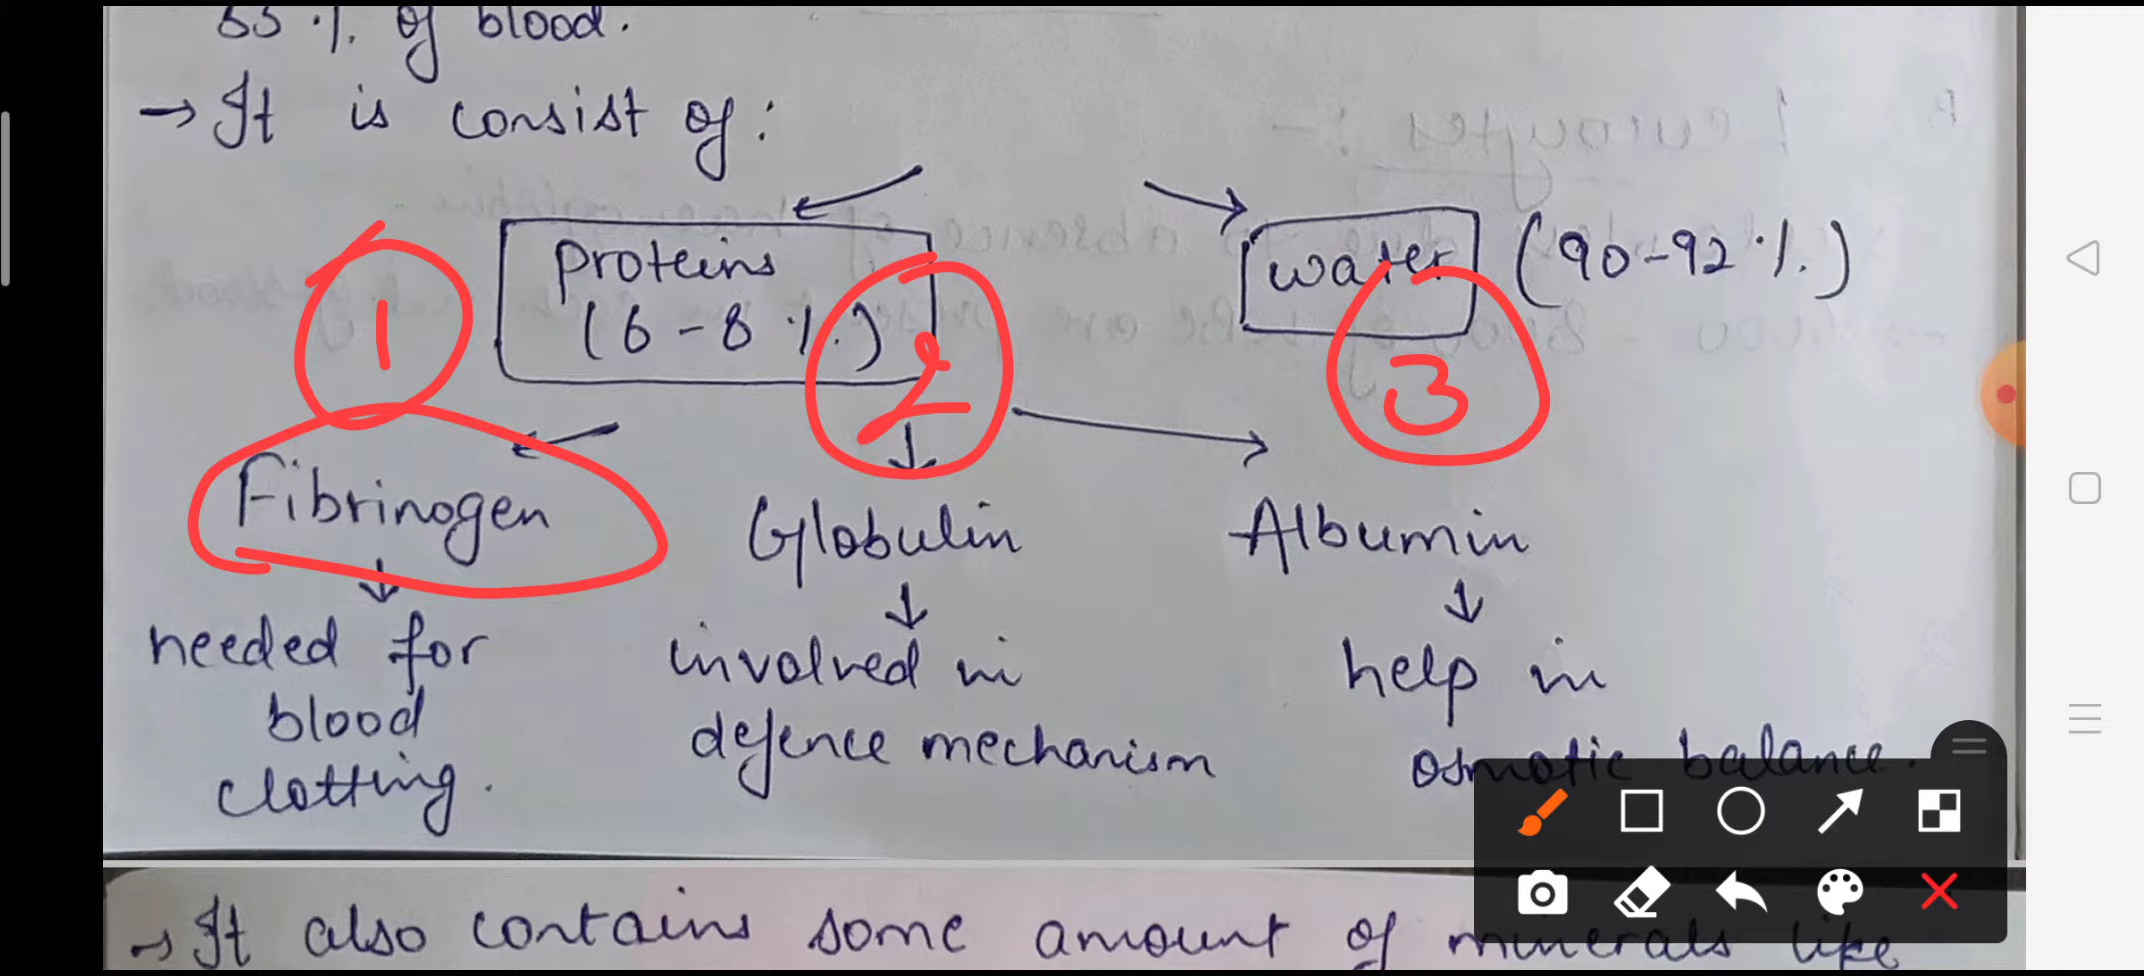 55 % of blood.
→ It is consist of :
Proteins
(6-8 %)
water (90-92 %)
1
2
3
Fibrinogen
Globulin
Albumin
needed for
blood
clotting.
involved in
defence mechanism
help in
osmotic balance.
→ It also contains some amount of minerals like